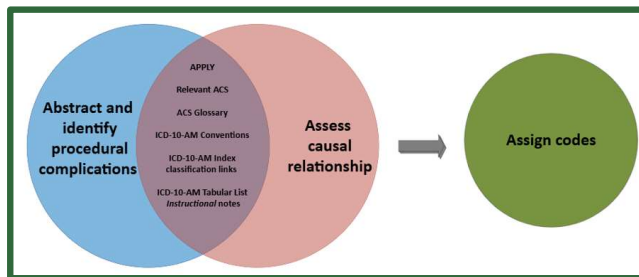 Abstract and
identify
procedural
complications
APPLY
Relevant ACS
ACS Glossary
ICD-10-AM Conventions
ICD-10-AM Index
classification links
ICD-10-AM Tabular List
Instructional notes
Assess
causal
relationship
Assign codes